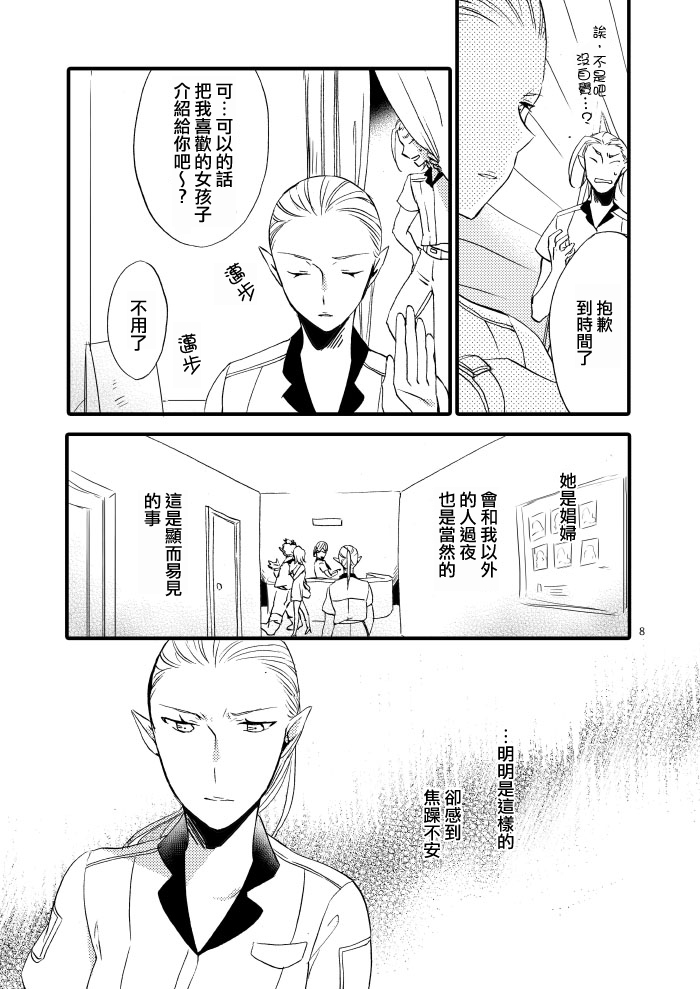 誒，不是吧
沒自覺…？
抱歉
到時間了
可…可以的話
把我喜歡的女孩子
介紹給你吧～？
邁步
邁步
不用了
她是娼婦
會和我以外
的人過夜
也是當然的
這是顯而易見
的事
8
…明明是這樣的
卻感到
焦躁不安